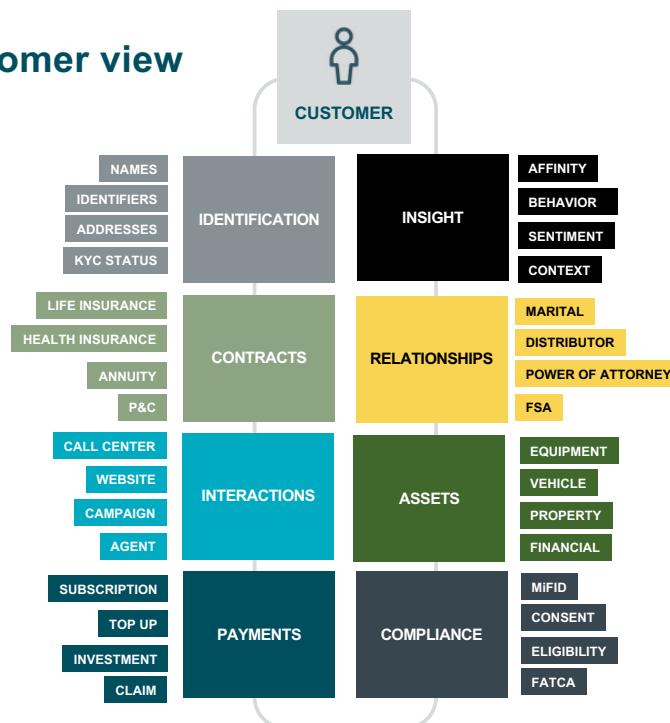 omer view
CUSTOMER
NAMES
IDENTIFIERS
ADDRESSES
KYC STATUS
IDENTIFICATION
INSIGHT
AFFINITY
BEHAVIOR
SENTIMENT
CONTEXT
LIFE INSURANCE
HEALTH INSURANCE
ANNUITY
P&C
CONTRACTS
RELATIONSHIPS
MARITAL
DISTRIBUTOR
POWER OF ATTORNEY
FSA
CALL CENTER
WEBSITE
CAMPAIGN
AGENT
INTERACTIONS
ASSETS
EQUIPMENT
VEHICLE
PROPERTY
FINANCIAL
SUBSCRIPTION
TOP UP
INVESTMENT
CLAIM
PAYMENTS
COMPLIANCE
MiFID
CONSENT
ELIGIBILITY
FATCA